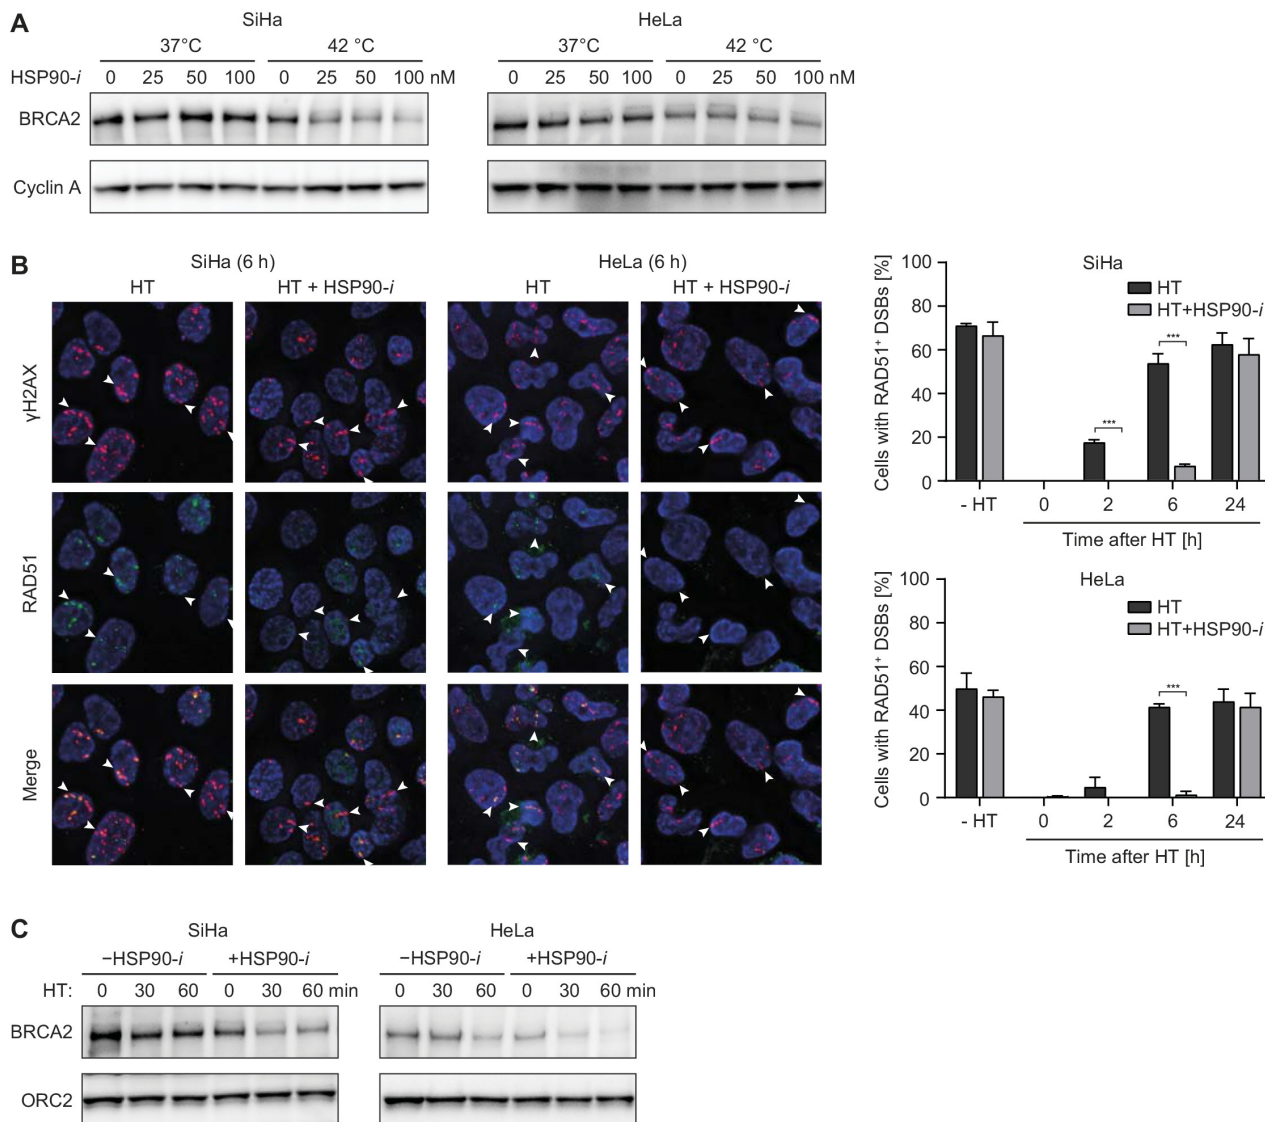 A
SiHa
HeLa
37°C 42 °C
37°C 42 °C
HSP90-i 0 25 50 100 0 25 50 100 nM
0 25 50 100 0 25 50 100 nM
BRCA2
Cyclin A
B
SiHa (6 h)
HeLa (6 h)
HT HT + HSP90-i
HT HT + HSP90-i
γH2AX
RAD51
Merge
SiHa
HT
HT+HSP90-i
Cells with RAD51+ DSBs [%]
100
80
60
40
20
0
***
***
- HT 0 2 6 24
Time after HT [h]
HeLa
HT
HT+HSP90-i
Cells with RAD51+ DSBs [%]
100
80
60
40
20
0
***
- HT 0 2 6 24
Time after HT [h]
C
SiHa
HeLa
–HSP90-i +HSP90-i
–HSP90-i +HSP90-i
HT: 0 30 60 0 30 60 min
0 30 60 0 30 60 min
BRCA2
ORC2